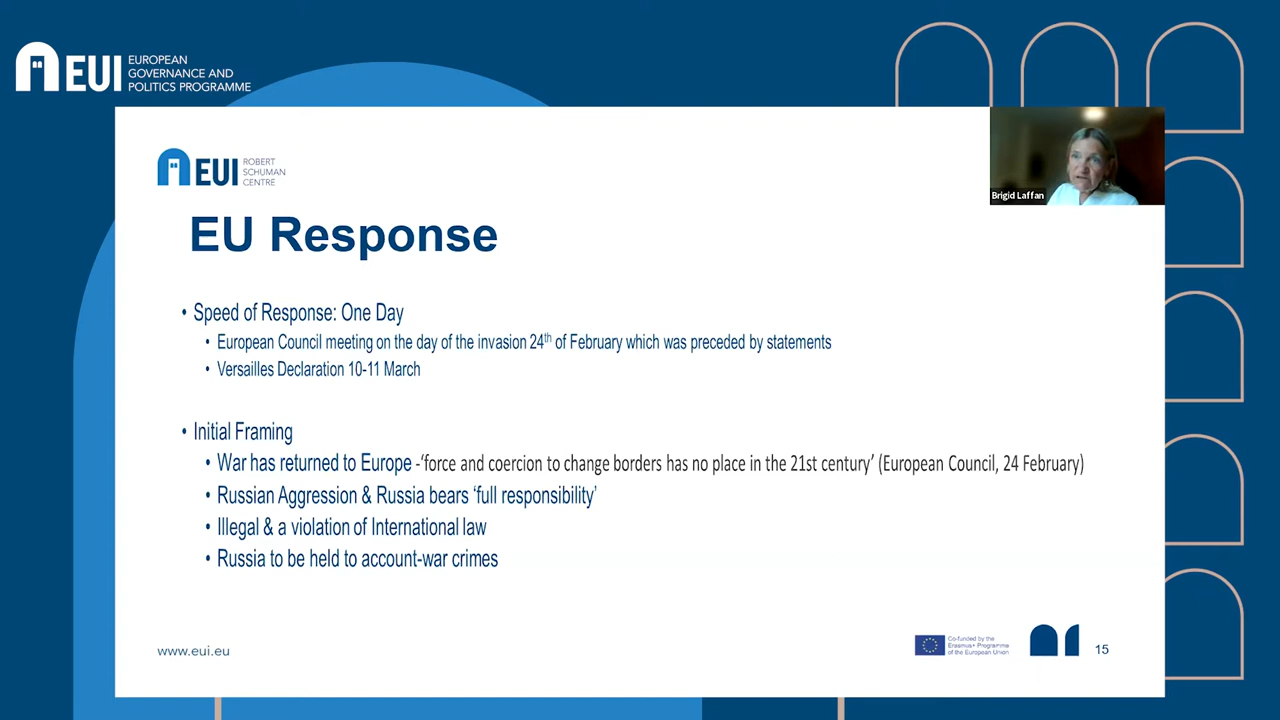 EUI
EUROPEAN
GOVERNANCE AND
POLITICS PROGRAMME
EUI
ROBERT
SCHUMAN
CENTRE
Brigid Laffan
EU Response
• Speed of Response: One Day
• European Council meeting on the day of the invasion 24th of February which was preceded by statements
• Versailles Declaration 10-11 March
• Initial Framing
• War has returned to Europe -‘force and coercion to change borders has no place in the 21st century’ (European Council, 24 February)
• Russian Aggression & Russia bears ‘full responsibility’
• Illegal & a violation of International law
• Russia to be held to account-war crimes
www.eui.eu
Co-funded by the
Erasmus+ Programme
of the European Union
15